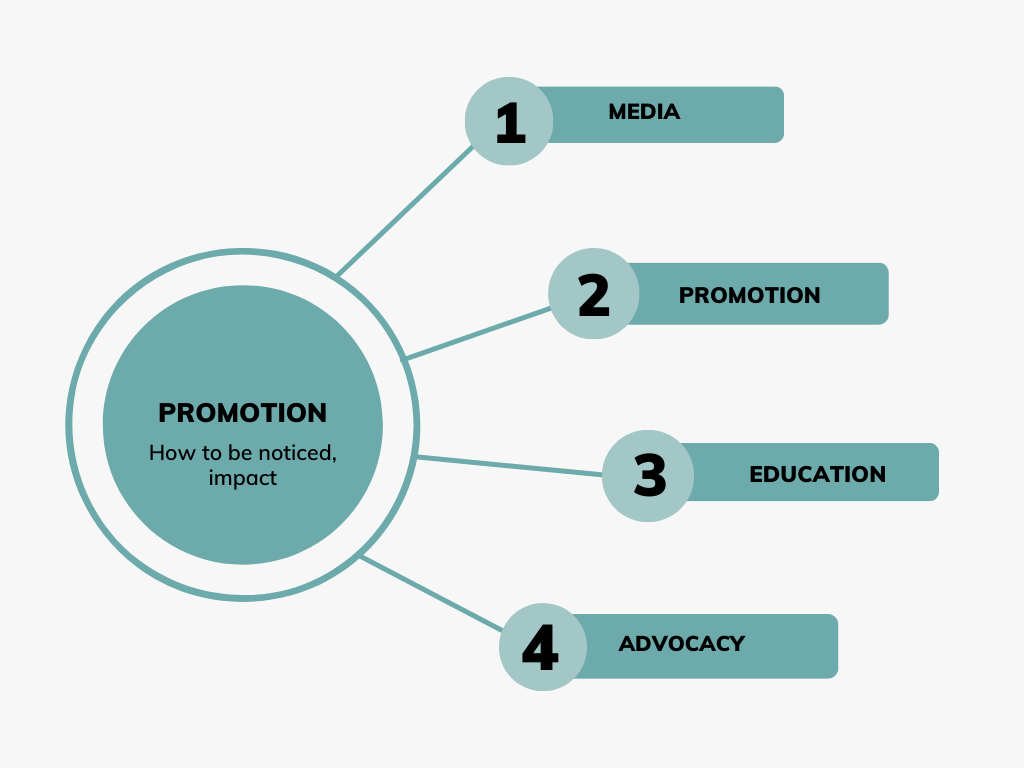 1
MEDIA
2
PROMOTION
PROMOTION
How to be noticed,
impact
3
EDUCATION
4
ADVOCACY